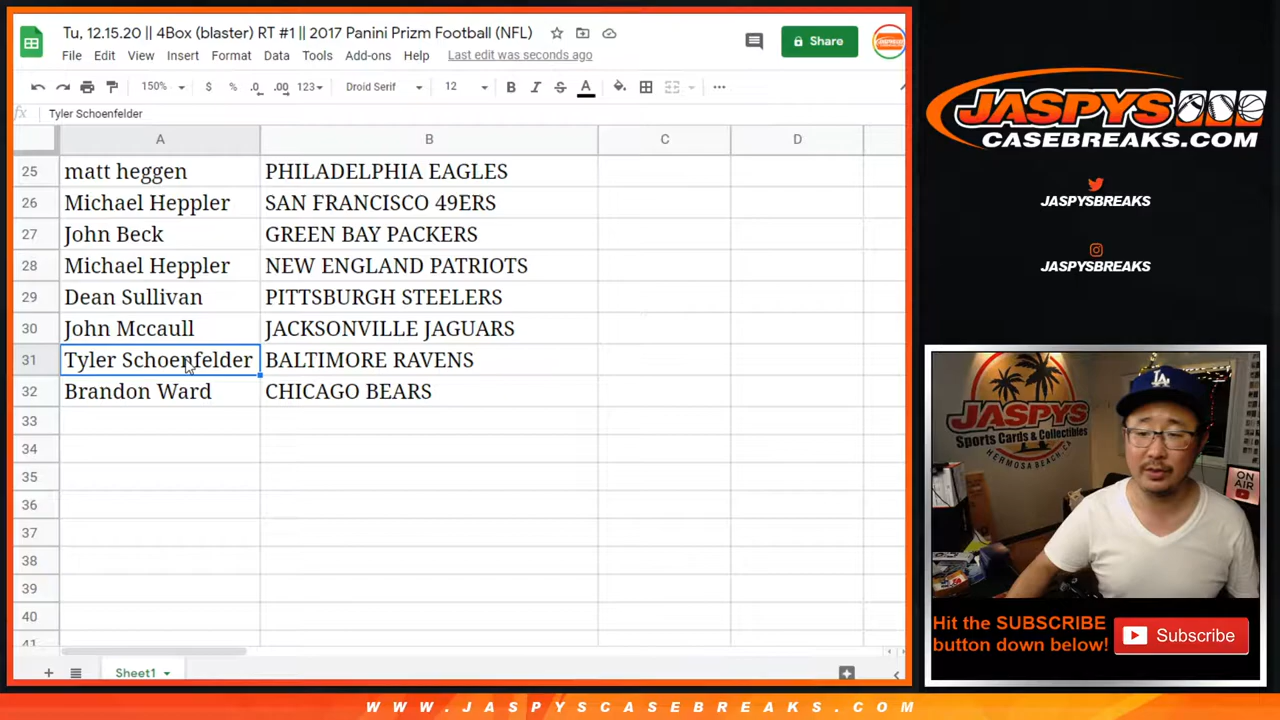 Tu, 12.15.20 || 4Box (blaster) RT #1 || 2017 Panini Prizm Football (NFL)
File Edit View Insert Format Data Tools Add-ons Help Last edit was seconds ago
Share
150% $ % .0 .00 123 Droid Serif 12 B I S A
fx Tyler Schoenfelder
A B C D
25 matt heggen PHILADELPHIA EAGLES
26 Michael Heppler SAN FRANCISCO 49ERS
27 John Beck GREEN BAY PACKERS
28 Michael Heppler NEW ENGLAND PATRIOTS
29 Dean Sullivan PITTSBURGH STEELERS
30 John Mccaull JACKSONVILLE JAGUARS
31 Tyler Schoenfelder BALTIMORE RAVENS
32 Brandon Ward CHICAGO BEARS
33
34
35
36
37
38
39
40
41
Sheet1
JASPYS
CASEBREAKS.COM
JASPYSBREAKS
JASPYSBREAKS
JASPYS
Sports Cards & Collectibles
HERMOSA BEACH, CA
LA
ON
AIR
Hit the SUBSCRIBE
button down below!
Subscribe
WWW.JASPYSCASEBREAKS.COM